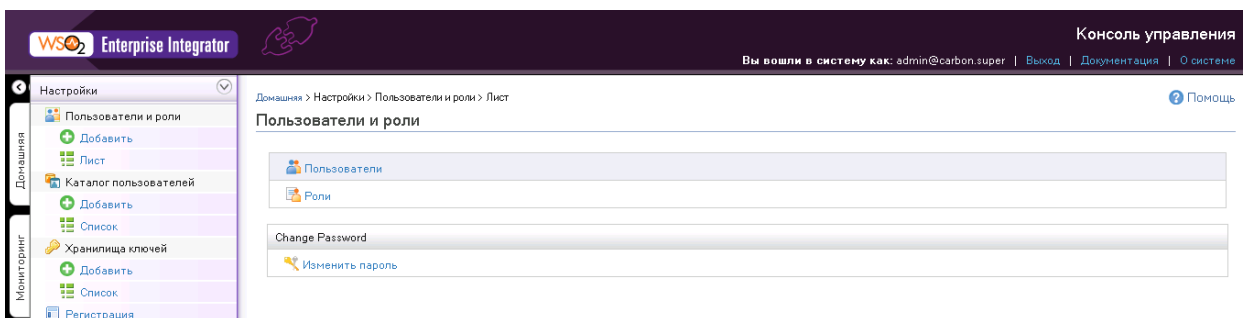 WSO2 Enterprise Integrator
Консоль управления
Вы вошли в систему как: admin@carbon.super | Выход | Документация | О системе
Домашняя
Мониторинг
Настройки
Пользователи и роли
Добавить
Лист
Каталог пользователей
Добавить
Список
Хранилища ключей
Добавить
Список
Регистрация
Домашняя > Настройки > Пользователи и роли > Лист
Помощь
Пользователи и роли
Пользователи
Роли
Change Password
Изменить пароль